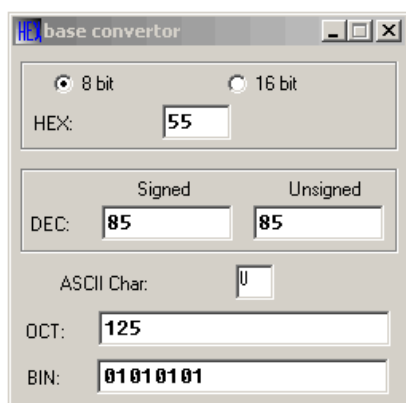 HEX base convertor
8 bit 16 bit
HEX: 55
Signed Unsigned
DEC: 85 85
ASCII Char: U
OCT: 125
BIN: 01010101